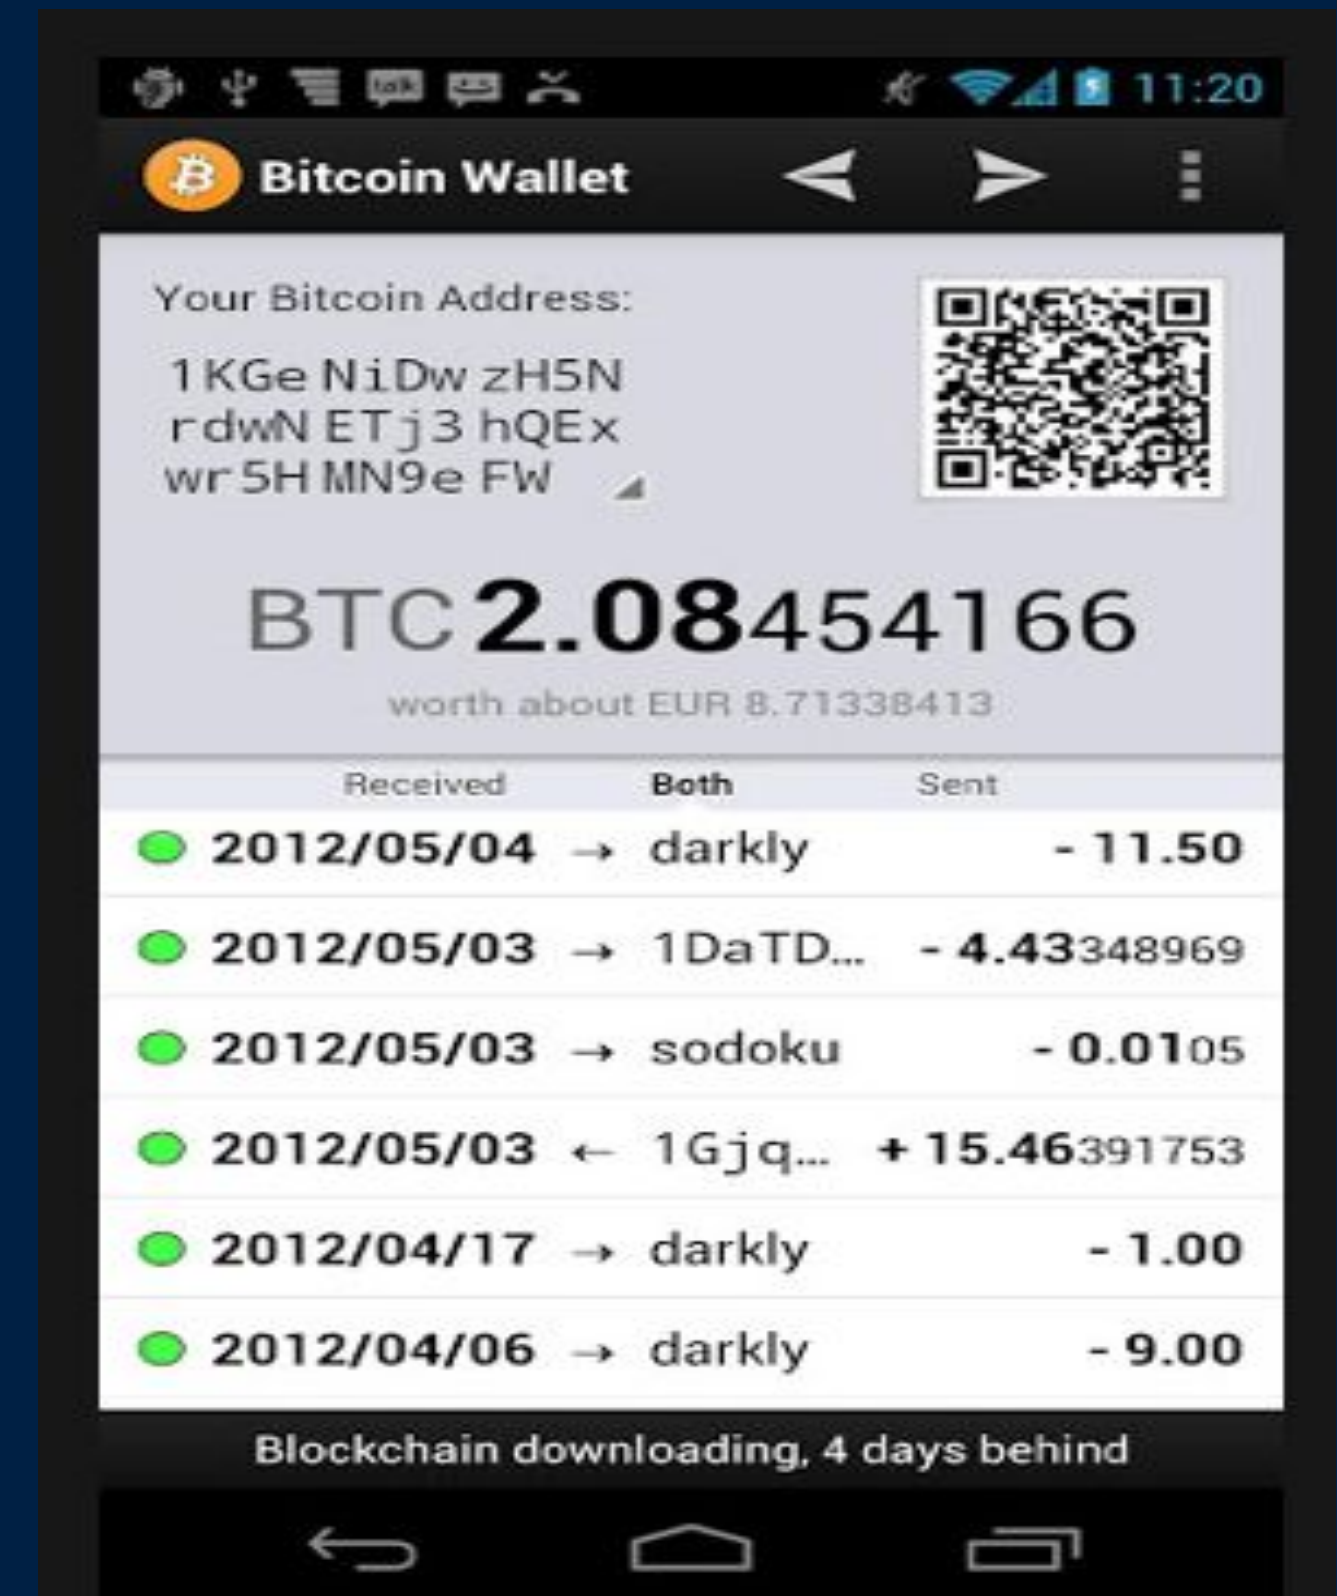 talk
11:20
Bitcoin Wallet
Your Bitcoin Address:
1KGe NiDw zH5N
rdwN ETj3 hQEx
wr5H MN9e FW
BTC 2.08454166
worth about EUR 8.71338413
Received Both Sent
2012/05/04 → darkly - 11.50
2012/05/03 → 1DaTD... - 4.43348969
2012/05/03 → sodoku - 0.0105
2012/05/03 ← 1Gjq... + 15.46391753
2012/04/17 → darkly - 1.00
2012/04/06 → darkly - 9.00
Blockchain downloading, 4 days behind